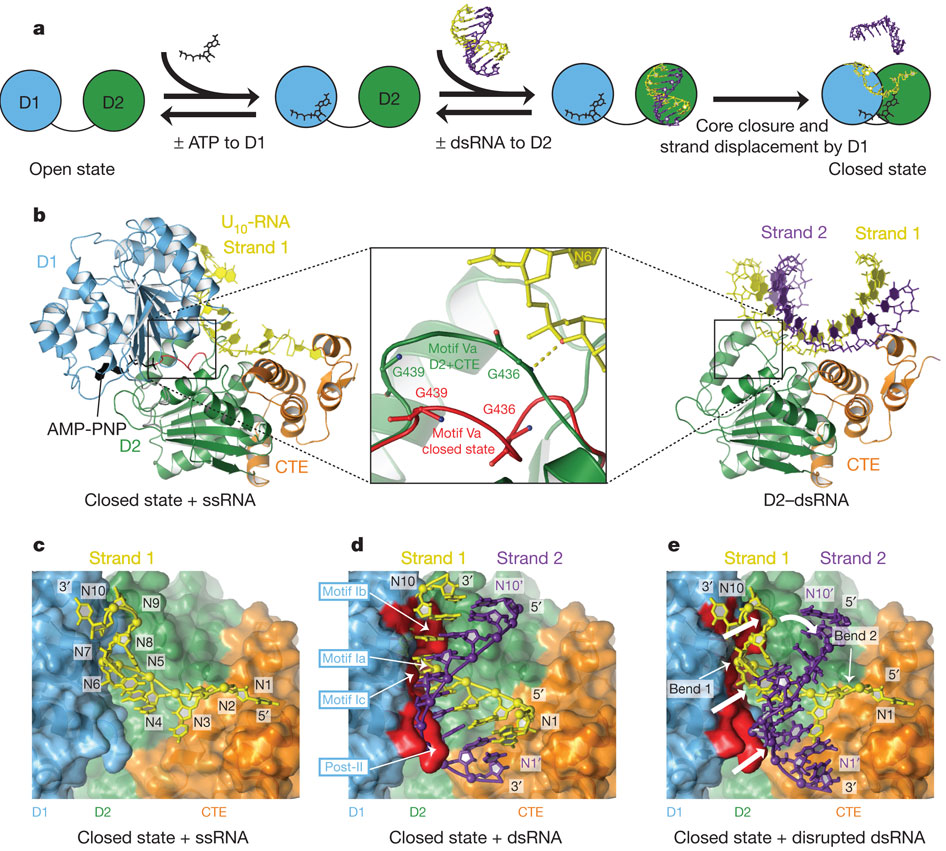 a
D1
D2
± ATP to D1
D2
± dsRNA to D2
Core closure and
strand displacement by D1
Open state
Closed state
b
D1
U10-RNA
Strand 1
AMP-PNP
D2
CTE
Closed state + ssRNA
N6
Motif Va
D2+CTE
G439
G436
G439
G436
Motif Va
closed state
Strand 2
Strand 1
CTE
D2–dsRNA
c
Strand 1
3′
N10
N9
N8
N7
N5
N6
N1
N2
N4
N3
5′
D1
D2
CTE
Closed state + ssRNA
d
Strand 1
Strand 2
N10
3′
N10′
Motif Ib
5′
Motif Ia
Motif Ic
5′
N1
Post-II
N1′
3′
D1
D2
CTE
Closed state + dsRNA
e
Strand 1
Strand 2
3′
N10
N10′
5′
Bend 2
Bend 1
5′
N1
N1′
3′
D1
D2
CTE
Closed state + disrupted dsRNA